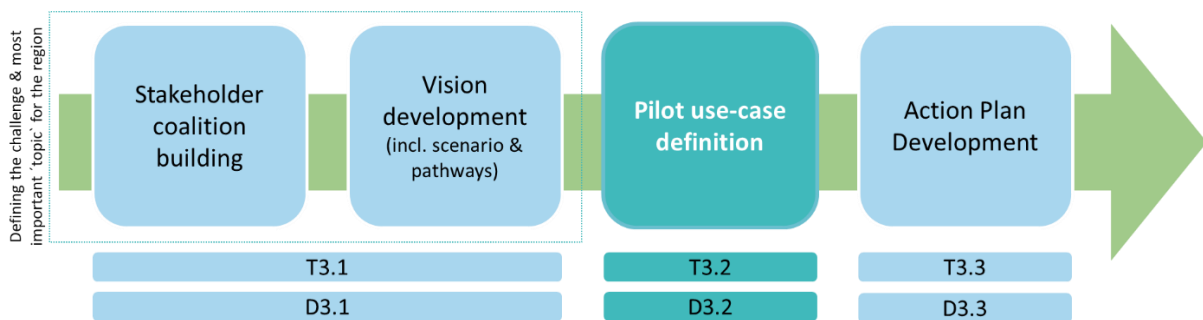 Defining the challenge & most
important ´topic` for the region
Stakeholder
coalition
building
Vision
development
(incl. scenario &
pathways)
Pilot use-case
definition
Action Plan
Development
T3.1
T3.2
T3.3
D3.1
D3.2
D3.3